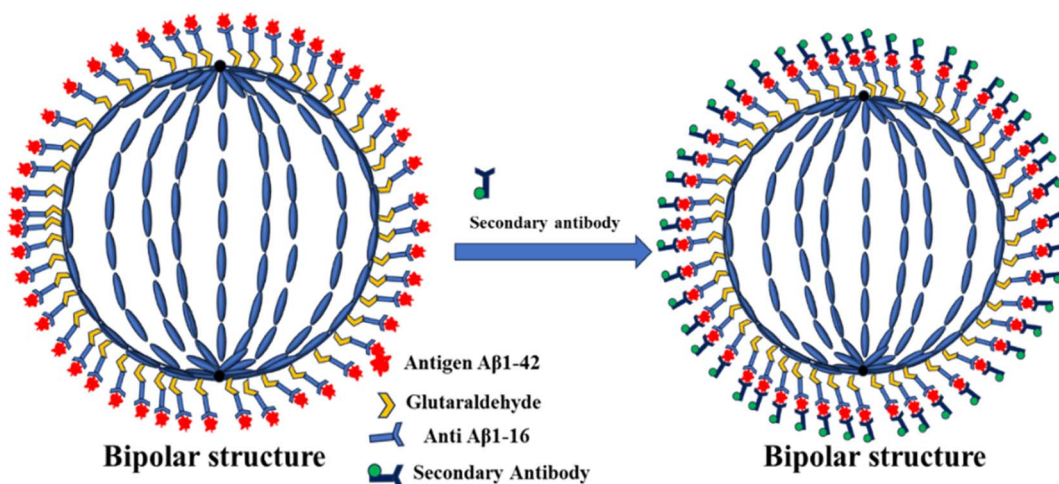 Secondary antibody
Antigen Aβ1-42
Glutaraldehyde
Anti Aβ1-16
Secondary Antibody
Bipolar structure
Bipolar structure